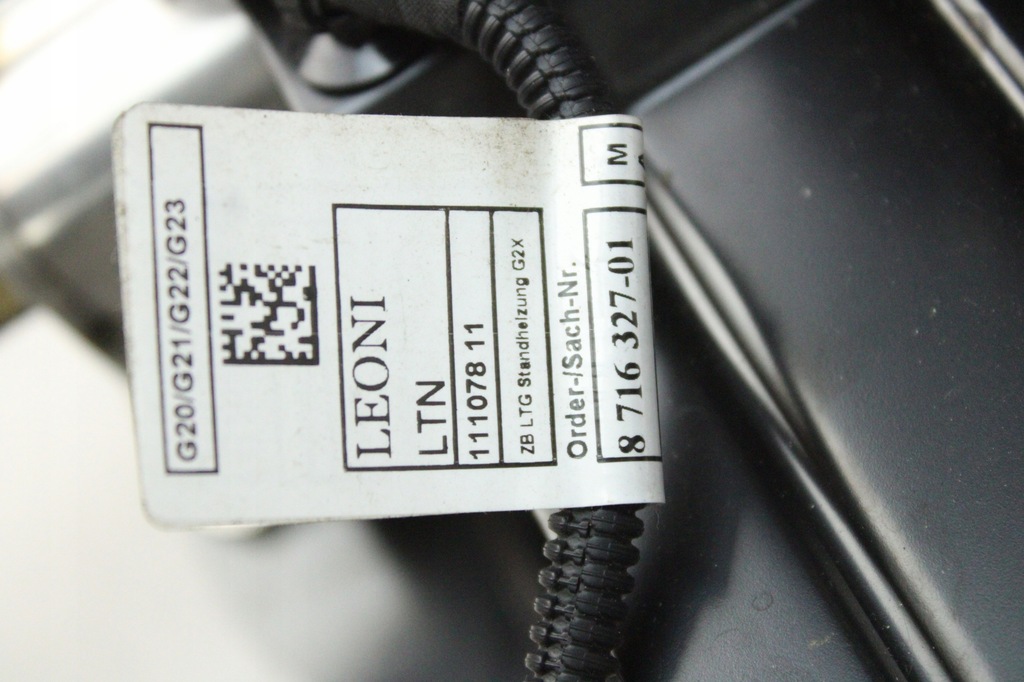 G20/G21/G22/G23
LEONI
LTN
111078 11
ZB LTG Standheizung G2X
Order-/Sach-Nr.
8 716 327-01
M